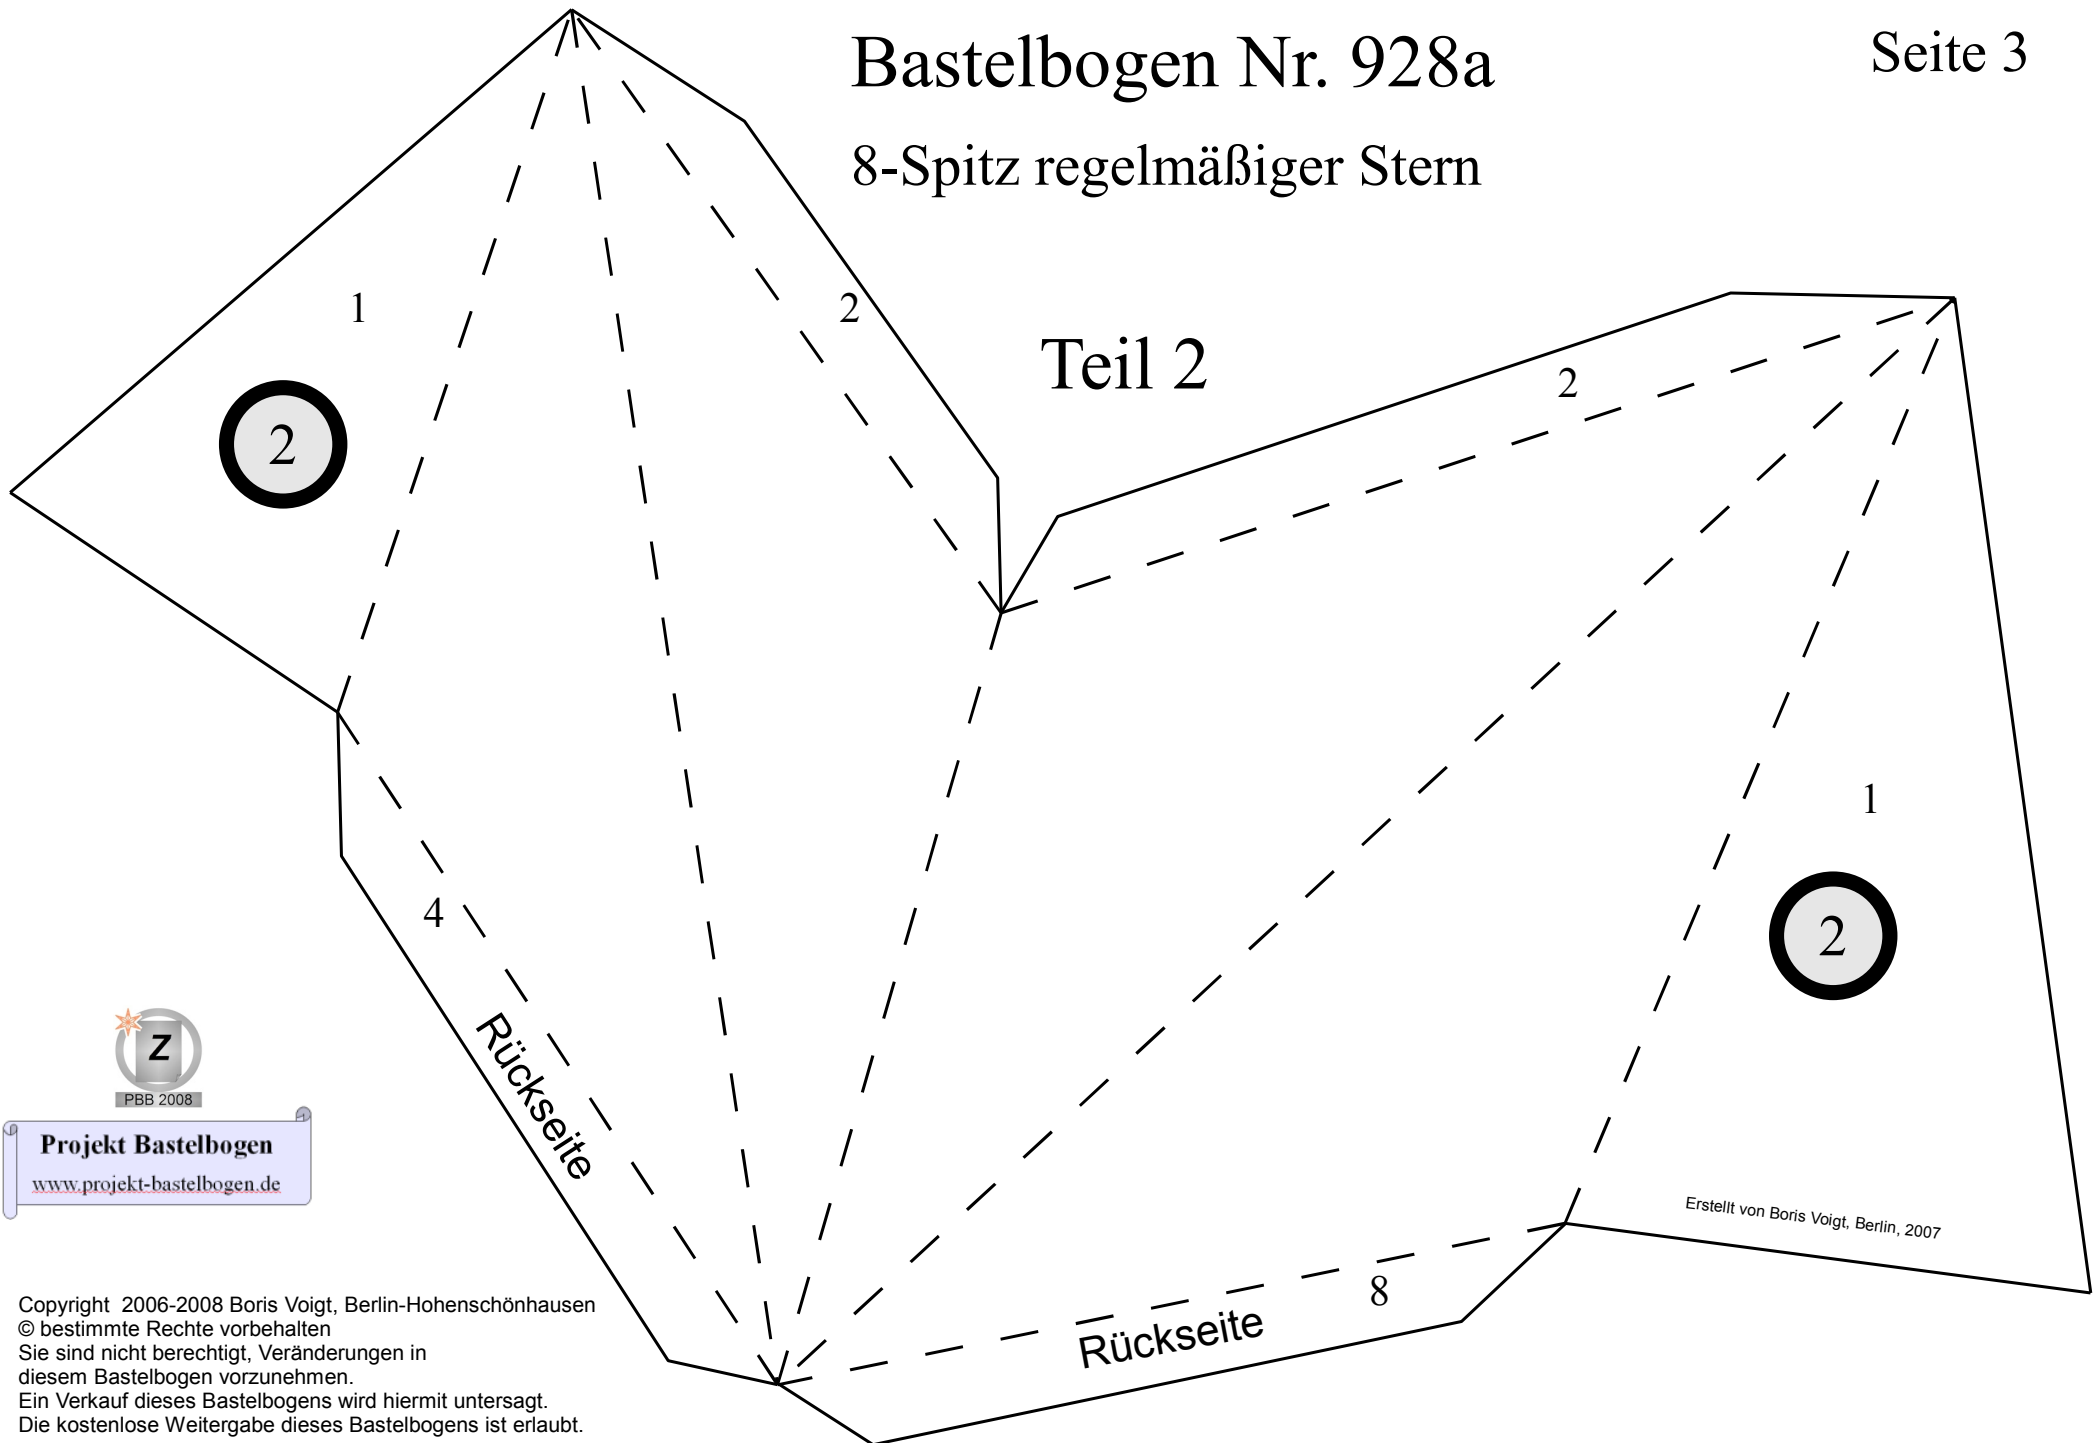 Bastelbogen Nr. 928a
Seite 3
8-Spitz regelmäßiger Stern
1
2
2
Teil 2
2
2
1
2
4
Rückseite
Z
PBB 2008
Projekt Bastelbogen
www.projekt-bastelbogen.de
Erstellt von Boris Voigt, Berlin, 2007
8
Rückseite
Copyright 2006-2008 Boris Voigt, Berlin-Hohenschönhausen
© bestimmte Rechte vorbehalten
Sie sind nicht berechtigt, Veränderungen in
diesem Bastelbogen vorzunehmen.
Ein Verkauf dieses Bastelbogens wird hiermit untersagt.
Die kostenlose Weitergabe dieses Bastelbogens ist erlaubt.